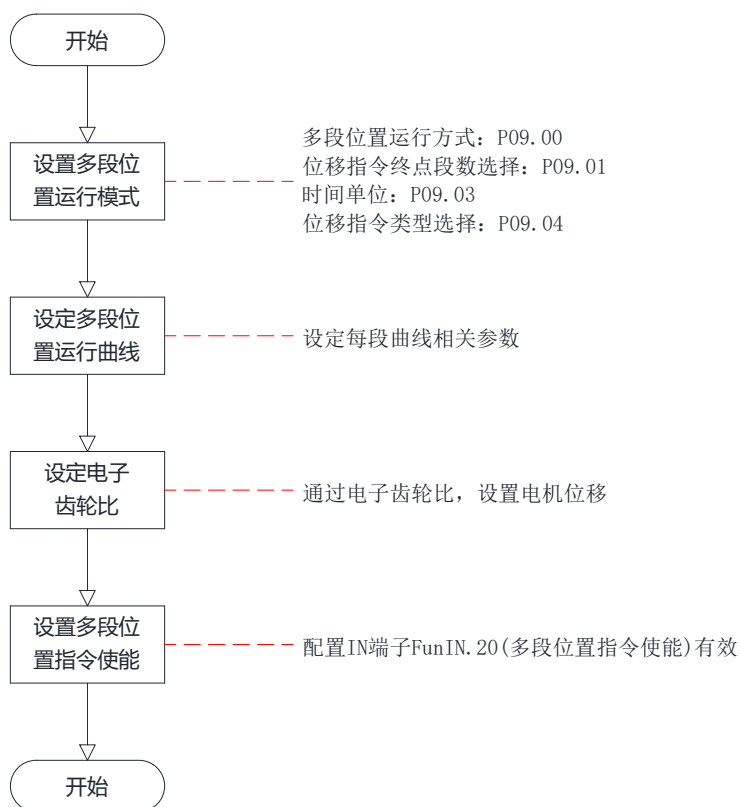 开始
设置多段位
置运行模式
多段位置运行方式：P09.00
位移指令终点段数选择：P09.01
时间单位：P09.03
位移指令类型选择：P09.04
设定多段位
置运行曲线
设定每段曲线相关参数
设定电子
齿轮比
通过电子齿轮比，设置电机位移
设置多段位
置指令使能
配置IN端子FunIN.20(多段位置指令使能)有效
开始